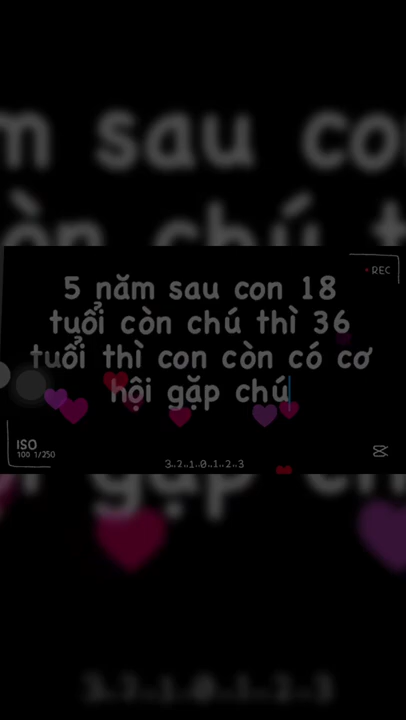 5 năm sau con 18
tuổi còn chú thì 36
tuổi thì con còn có cơ
hội gặp chú
REC
ISO
100 1/250
3..2..1..0..1..2..3